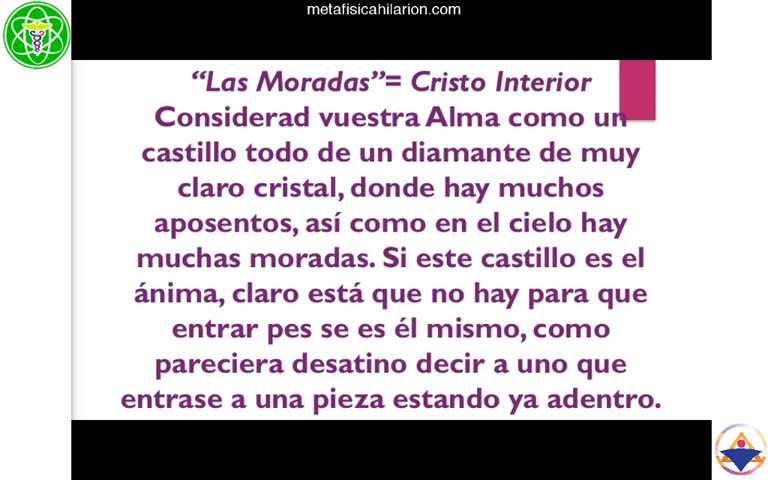 metafisicahilarion.com
“Las Moradas”= Cristo Interior
Considerad vuestra Alma como un
castillo todo de un diamante de muy
claro cristal, donde hay muchos
aposentos, así como en el cielo hay
muchas moradas. Si este castillo es el
ánima, claro está que no hay para que
entrar pes se es él mismo, como
pareciera desatino decir a uno que
entrase a una pieza estando ya adentro.